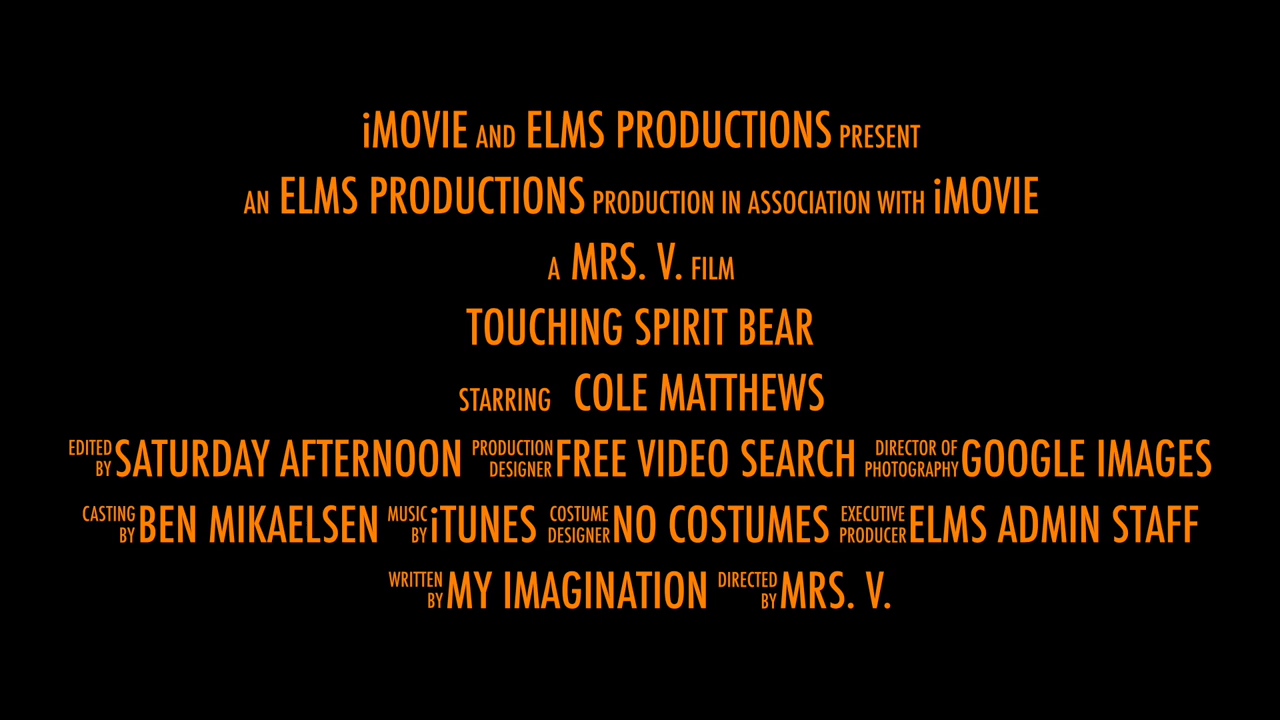 iMOVIE AND ELMS PRODUCTIONS PRESENT
AN ELMS PRODUCTIONS PRODUCTION IN ASSOCIATION WITH iMOVIE
A MRS. V. FILM
TOUCHING SPIRIT BEAR
STARRING COLE MATTHEWS
EDITED BY SATURDAY AFTERNOON PRODUCTION DESIGNER FREE VIDEO SEARCH DIRECTOR OF PHOTOGRAPHY GOOGLE IMAGES
CASTING BY BEN MIKAELSEN MUSIC BY iTUNES COSTUME DESIGNER NO COSTUMES EXECUTIVE PRODUCER ELMS ADMIN STAFF
WRITTEN BY MY IMAGINATION DIRECTED BY MRS. V.